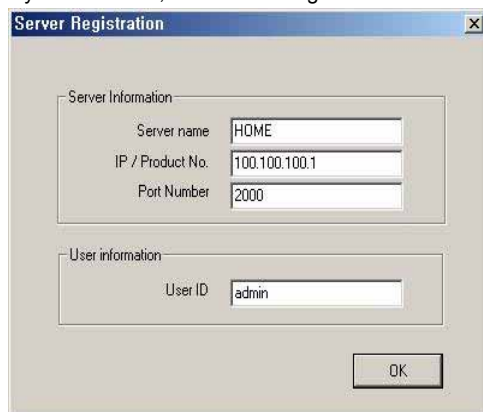 Server Registration
Server Information
Server name HOME
IP / Product No. 100.100.100.1
Port Number 2000
User information
User ID admin
OK